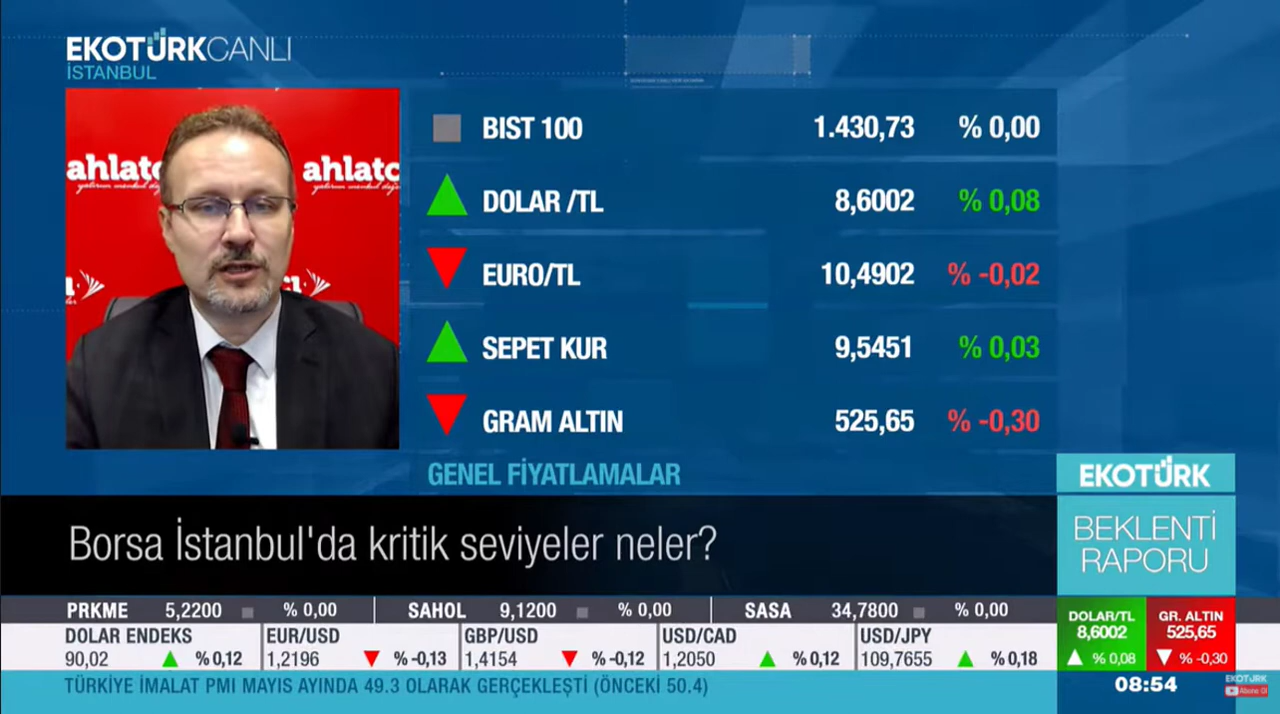 EKOTÜRK CANLI
İSTANBUL
ahlatc
ahlatc
BIST 100 1.430,73 % 0,00
DOLAR /TL 8,6002 % 0,08
EURO/TL 10,4902 % -0,02
SEPET KUR 9,5451 % 0,03
GRAM ALTIN 525,65 % -0,30
GENEL FİYATLAMALAR
EKOTÜRK
BEKLENTİ
RAPORU
Borsa İstanbul'da kritik seviyeler neler?
PRKME 5,2200 % 0,00 SAHOL 9,1200 % 0,00 SASA 34,7800 % 0,00
DOLAR ENDEKS EUR/USD GBP/USD USD/CAD USD/JPY
90,02 % 0,12 1,2196 % -0,13 1,4154 % -0,12 1,2050 % 0,12 109,7655 % 0,18
DOLAR/TL GR. ALTIN
8,6002 525,65
% 0,08 % -0,30
TÜRKİYE İMALAT PMI MAYIS AYINDA 49.3 OLARAK GERÇEKLEŞTİ (ÖNCEKİ 50.4)
08:54
EKOTÜRK
Abone Ol